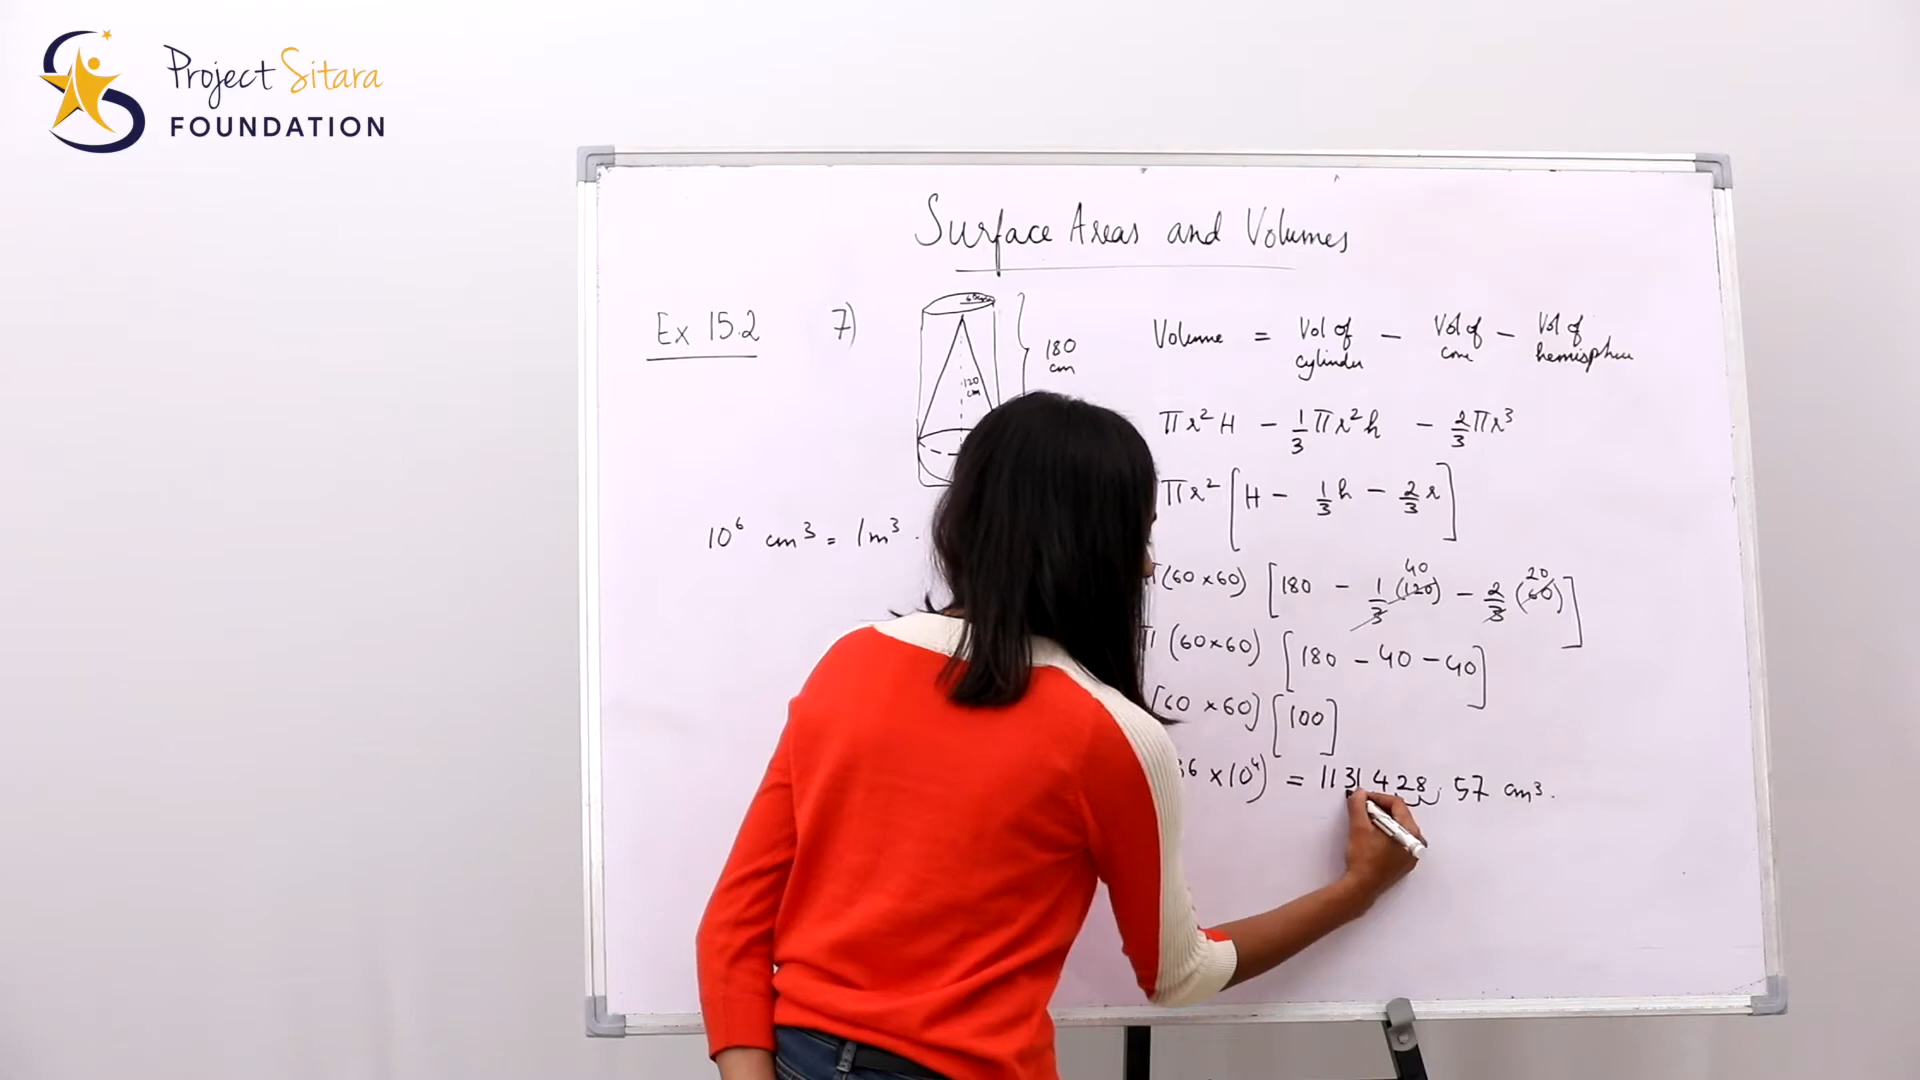 Project Sitara
FOUNDATION
Surface Areas and Volumes
Ex 15.2 7)
180
cm
120
cm
10⁶ cm³ = 1m³.
Volume = Vol of cylinder − Vol of cone − Vol of hemisphere
πr²H − 1/3 πr²h − 2/3 πr³
πr² [H − 1/3 h − 2/3 r]
(60×60) [180 − 1/3 (120) 40 − 2/3 (60) 20]
(60×60) [180 − 40 − 40]
(60 × 60) [100]
6 × 10⁴) = 1131428.57 cm³.